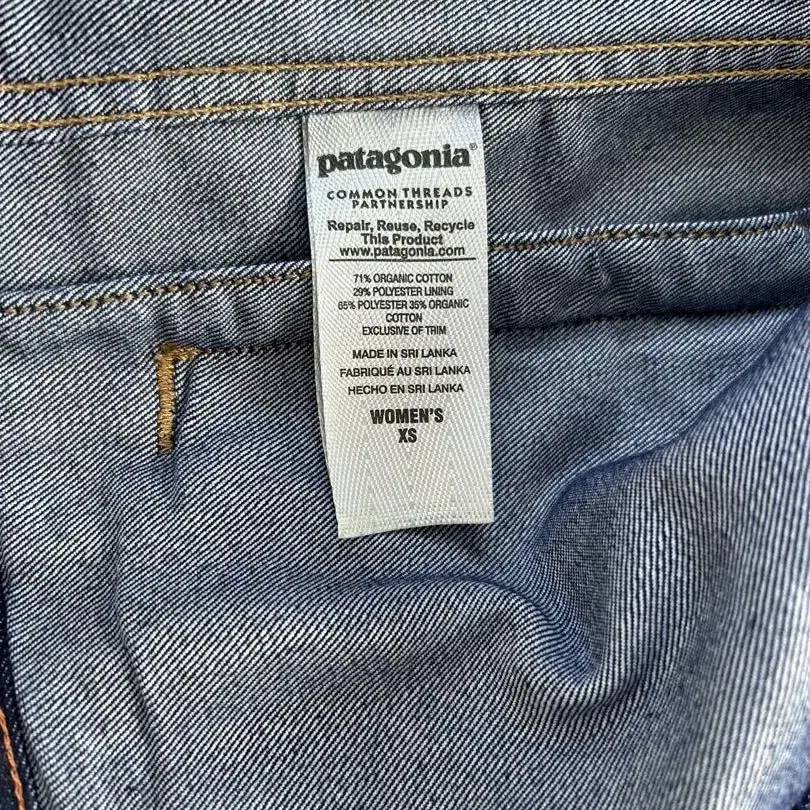 patagonia®
COMMON THREADS
PARTNERSHIP
Repair, Reuse, Recycle
This Product
www.patagonia.com
71% ORGANIC COTTON
29% POLYESTER LINING
65% POLYESTER 35% ORGANIC
COTTON
EXCLUSIVE OF TRIM
MADE IN SRI LANKA
FABRIQUÉ AU SRI LANKA
HECHO EN SRI LANKA
WOMEN'S
XS